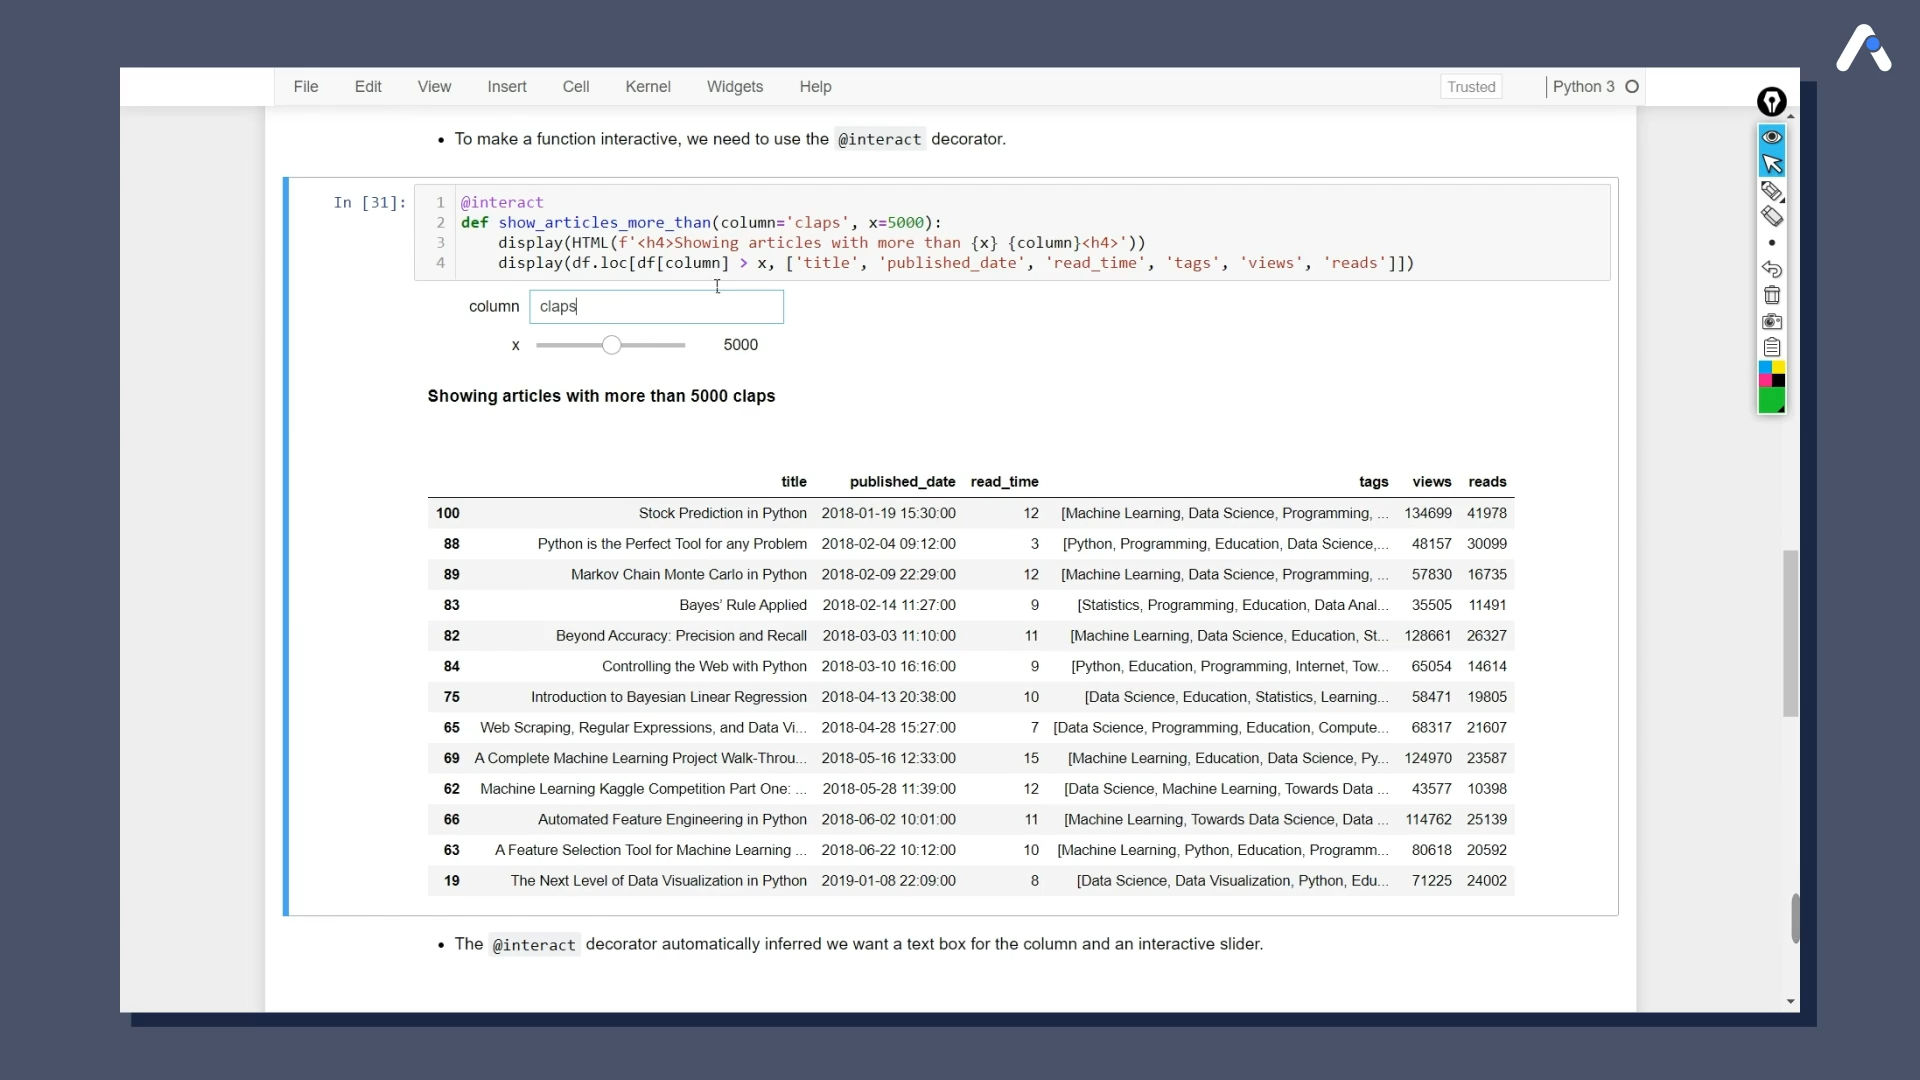 File Edit View Insert Cell Kernel Widgets Help Trusted Python 3
• To make a function interactive, we need to use the @interact decorator.
In [31]:
1 @interact
2 def show_articles_more_than(column='claps', x=5000):
3     display(HTML(f'<h4>Showing articles with more than {x} {column}<h4>'))
4     display(df.loc[df[column] > x, ['title', 'published_date', 'read_time', 'tags', 'views', 'reads']])
column claps
x 5000
Showing articles with more than 5000 claps
title published_date read_time tags views reads
100 Stock Prediction in Python 2018-01-19 15:30:00 12 [Machine Learning, Data Science, Programming, ... 134699 41978
88 Python is the Perfect Tool for any Problem 2018-02-04 09:12:00 3 [Python, Programming, Education, Data Science,... 48157 30099
89 Markov Chain Monte Carlo in Python 2018-02-09 22:29:00 12 [Machine Learning, Data Science, Programming, ... 57830 16735
83 Bayes’ Rule Applied 2018-02-14 11:27:00 9 [Statistics, Programming, Education, Data Anal... 35505 11491
82 Beyond Accuracy: Precision and Recall 2018-03-03 11:10:00 11 [Machine Learning, Data Science, Education, St... 128661 26327
84 Controlling the Web with Python 2018-03-10 16:16:00 9 [Python, Education, Programming, Internet, Tow... 65054 14614
75 Introduction to Bayesian Linear Regression 2018-04-13 20:38:00 10 [Data Science, Education, Statistics, Learning... 58471 19805
65 Web Scraping, Regular Expressions, and Data Vi... 2018-04-28 15:27:00 7 [Data Science, Programming, Education, Compute... 68317 21607
69 A Complete Machine Learning Project Walk-Throu... 2018-05-16 12:33:00 15 [Machine Learning, Education, Data Science, Py... 124970 23587
62 Machine Learning Kaggle Competition Part One: ... 2018-05-28 11:39:00 12 [Data Science, Machine Learning, Towards Data ... 43577 10398
66 Automated Feature Engineering in Python 2018-06-02 10:01:00 11 [Machine Learning, Towards Data Science, Data ... 114762 25139
63 A Feature Selection Tool for Machine Learning ... 2018-06-22 10:12:00 10 [Machine Learning, Python, Education, Programm... 80618 20592
19 The Next Level of Data Visualization in Python 2019-01-08 22:09:00 8 [Data Science, Data Visualization, Python, Edu... 71225 24002
• The @interact decorator automatically inferred we want a text box for the column and an interactive slider.